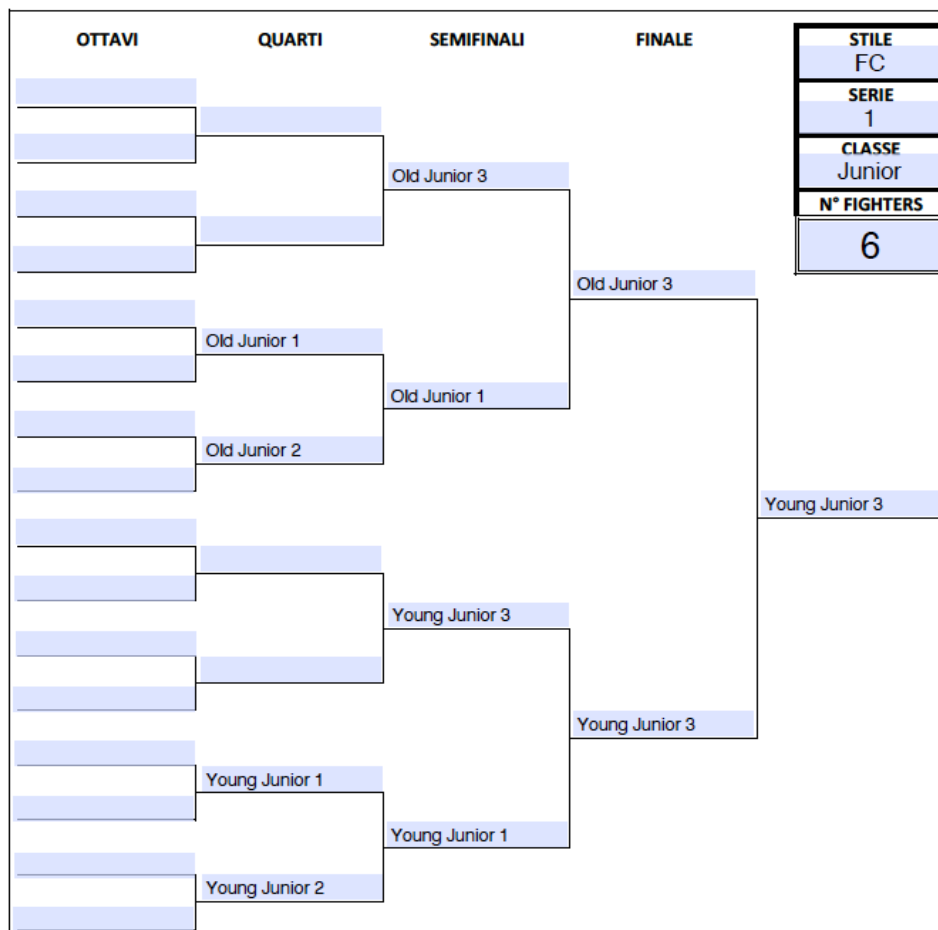 OTTAVI QUARTI SEMIFINALI FINALE
STILE
FC
SERIE
1
CLASSE
Junior
N° FIGHTERS
6
Old Junior 3
Old Junior 3
Old Junior 1
Old Junior 1
Old Junior 2
Young Junior 3
Young Junior 3
Young Junior 3
Young Junior 1
Young Junior 1
Young Junior 2